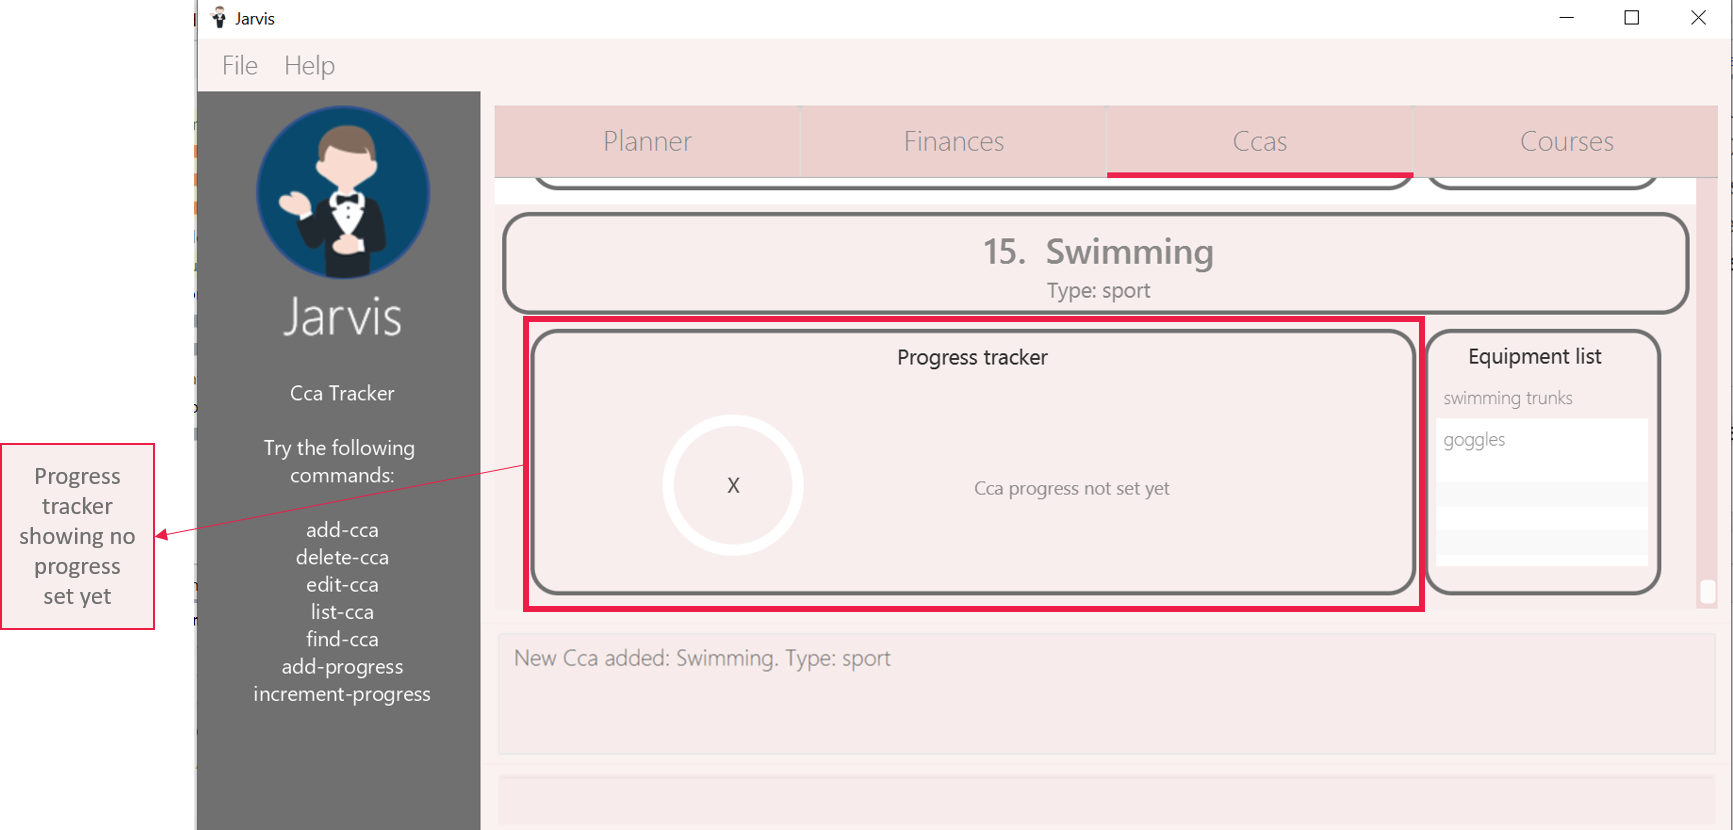 Jarvis
File Help
Planner Finances Ccas Courses
Jarvis
Cca Tracker
Try the following
commands:
add-cca
delete-cca
edit-cca
list-cca
find-cca
add-progress
increment-progress
15. Swimming
Type: sport
Progress tracker
X
Cca progress not set yet
Equipment list
swimming trunks
goggles
New Cca added: Swimming. Type: sport
Progress
tracker
showing no
progress
set yet